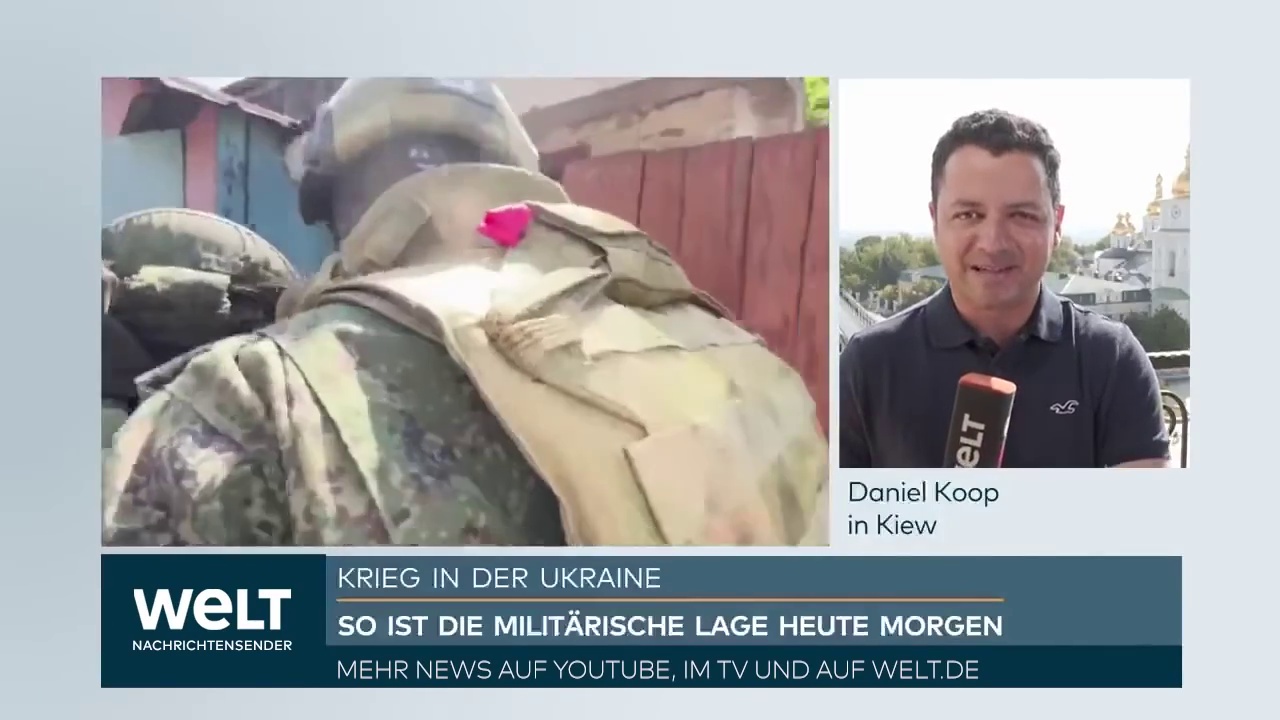 WELT
Daniel Koop
in Kiew
KRIEG IN DER UKRAINE
SO IST DIE MILITÄRISCHE LAGE HEUTE MORGEN
WELT
NACHRICHTENSENDER
MEHR NEWS AUF YOUTUBE, IM TV UND AUF WELT.DE